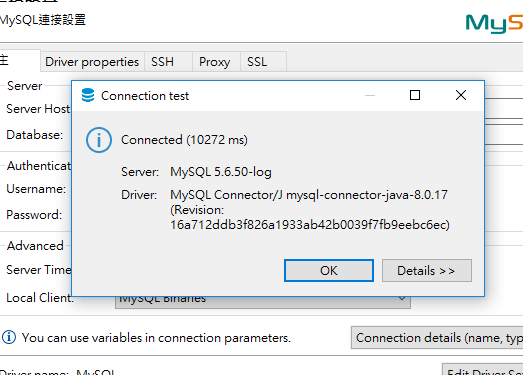 MySQL連接設置
MyS
主
Driver properties
SSH
Proxy
SSL
Server
Connection test
Server Host
Connected (10272 ms)
Database:
Server: MySQL 5.6.50-log
Authenticat
Driver: MySQL Connector/J mysql-connector-java-8.0.17
Username:
(Revision:
Password:
16a712ddb3f826a1933ab42b0039f7fb9eebc6ec)
Advanced
Server Time
OK
Details >>
Local Client:
MySQL Binaries
You can use variables in connection parameters.
Connection details (name, typ
Driver name: MySQL
Edit Driver Se